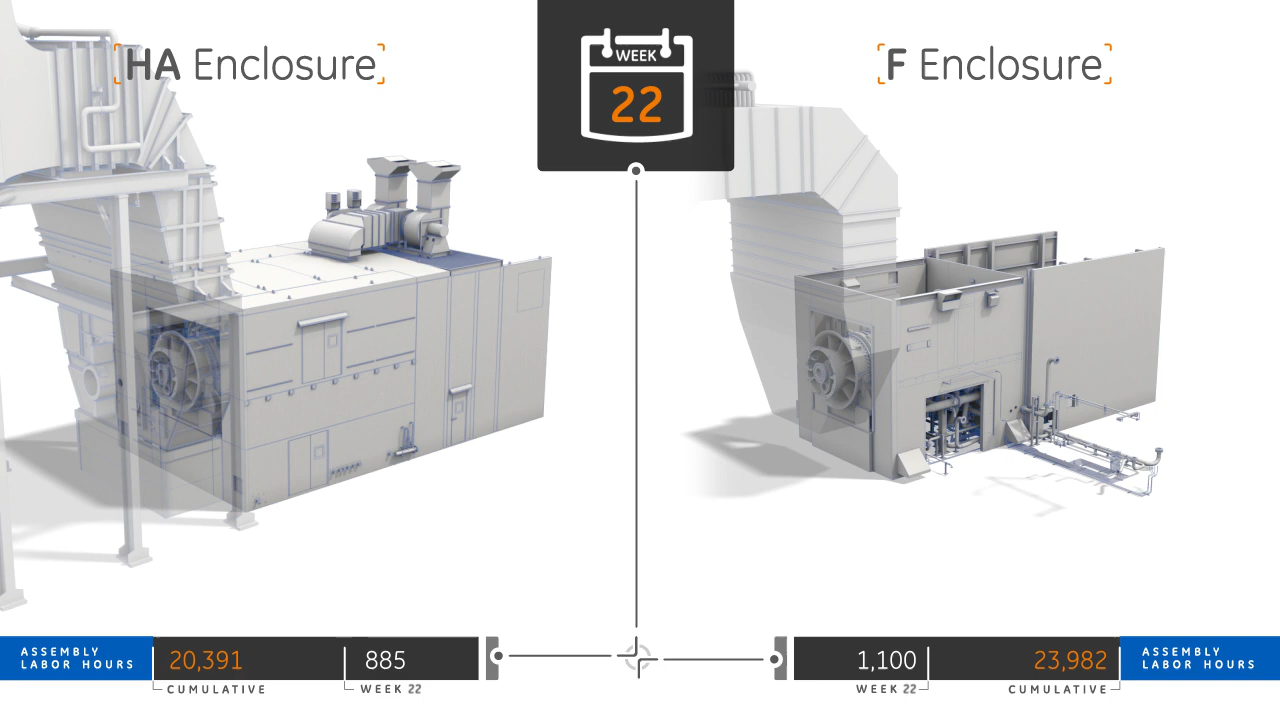 HA Enclosure
WEEK
22
F Enclosure
ASSEMBLY
LABOR HOURS
20,391
CUMULATIVE
885
WEEK 22
1,100
WEEK 22
23,982
CUMULATIVE
ASSEMBLY
LABOR HOURS